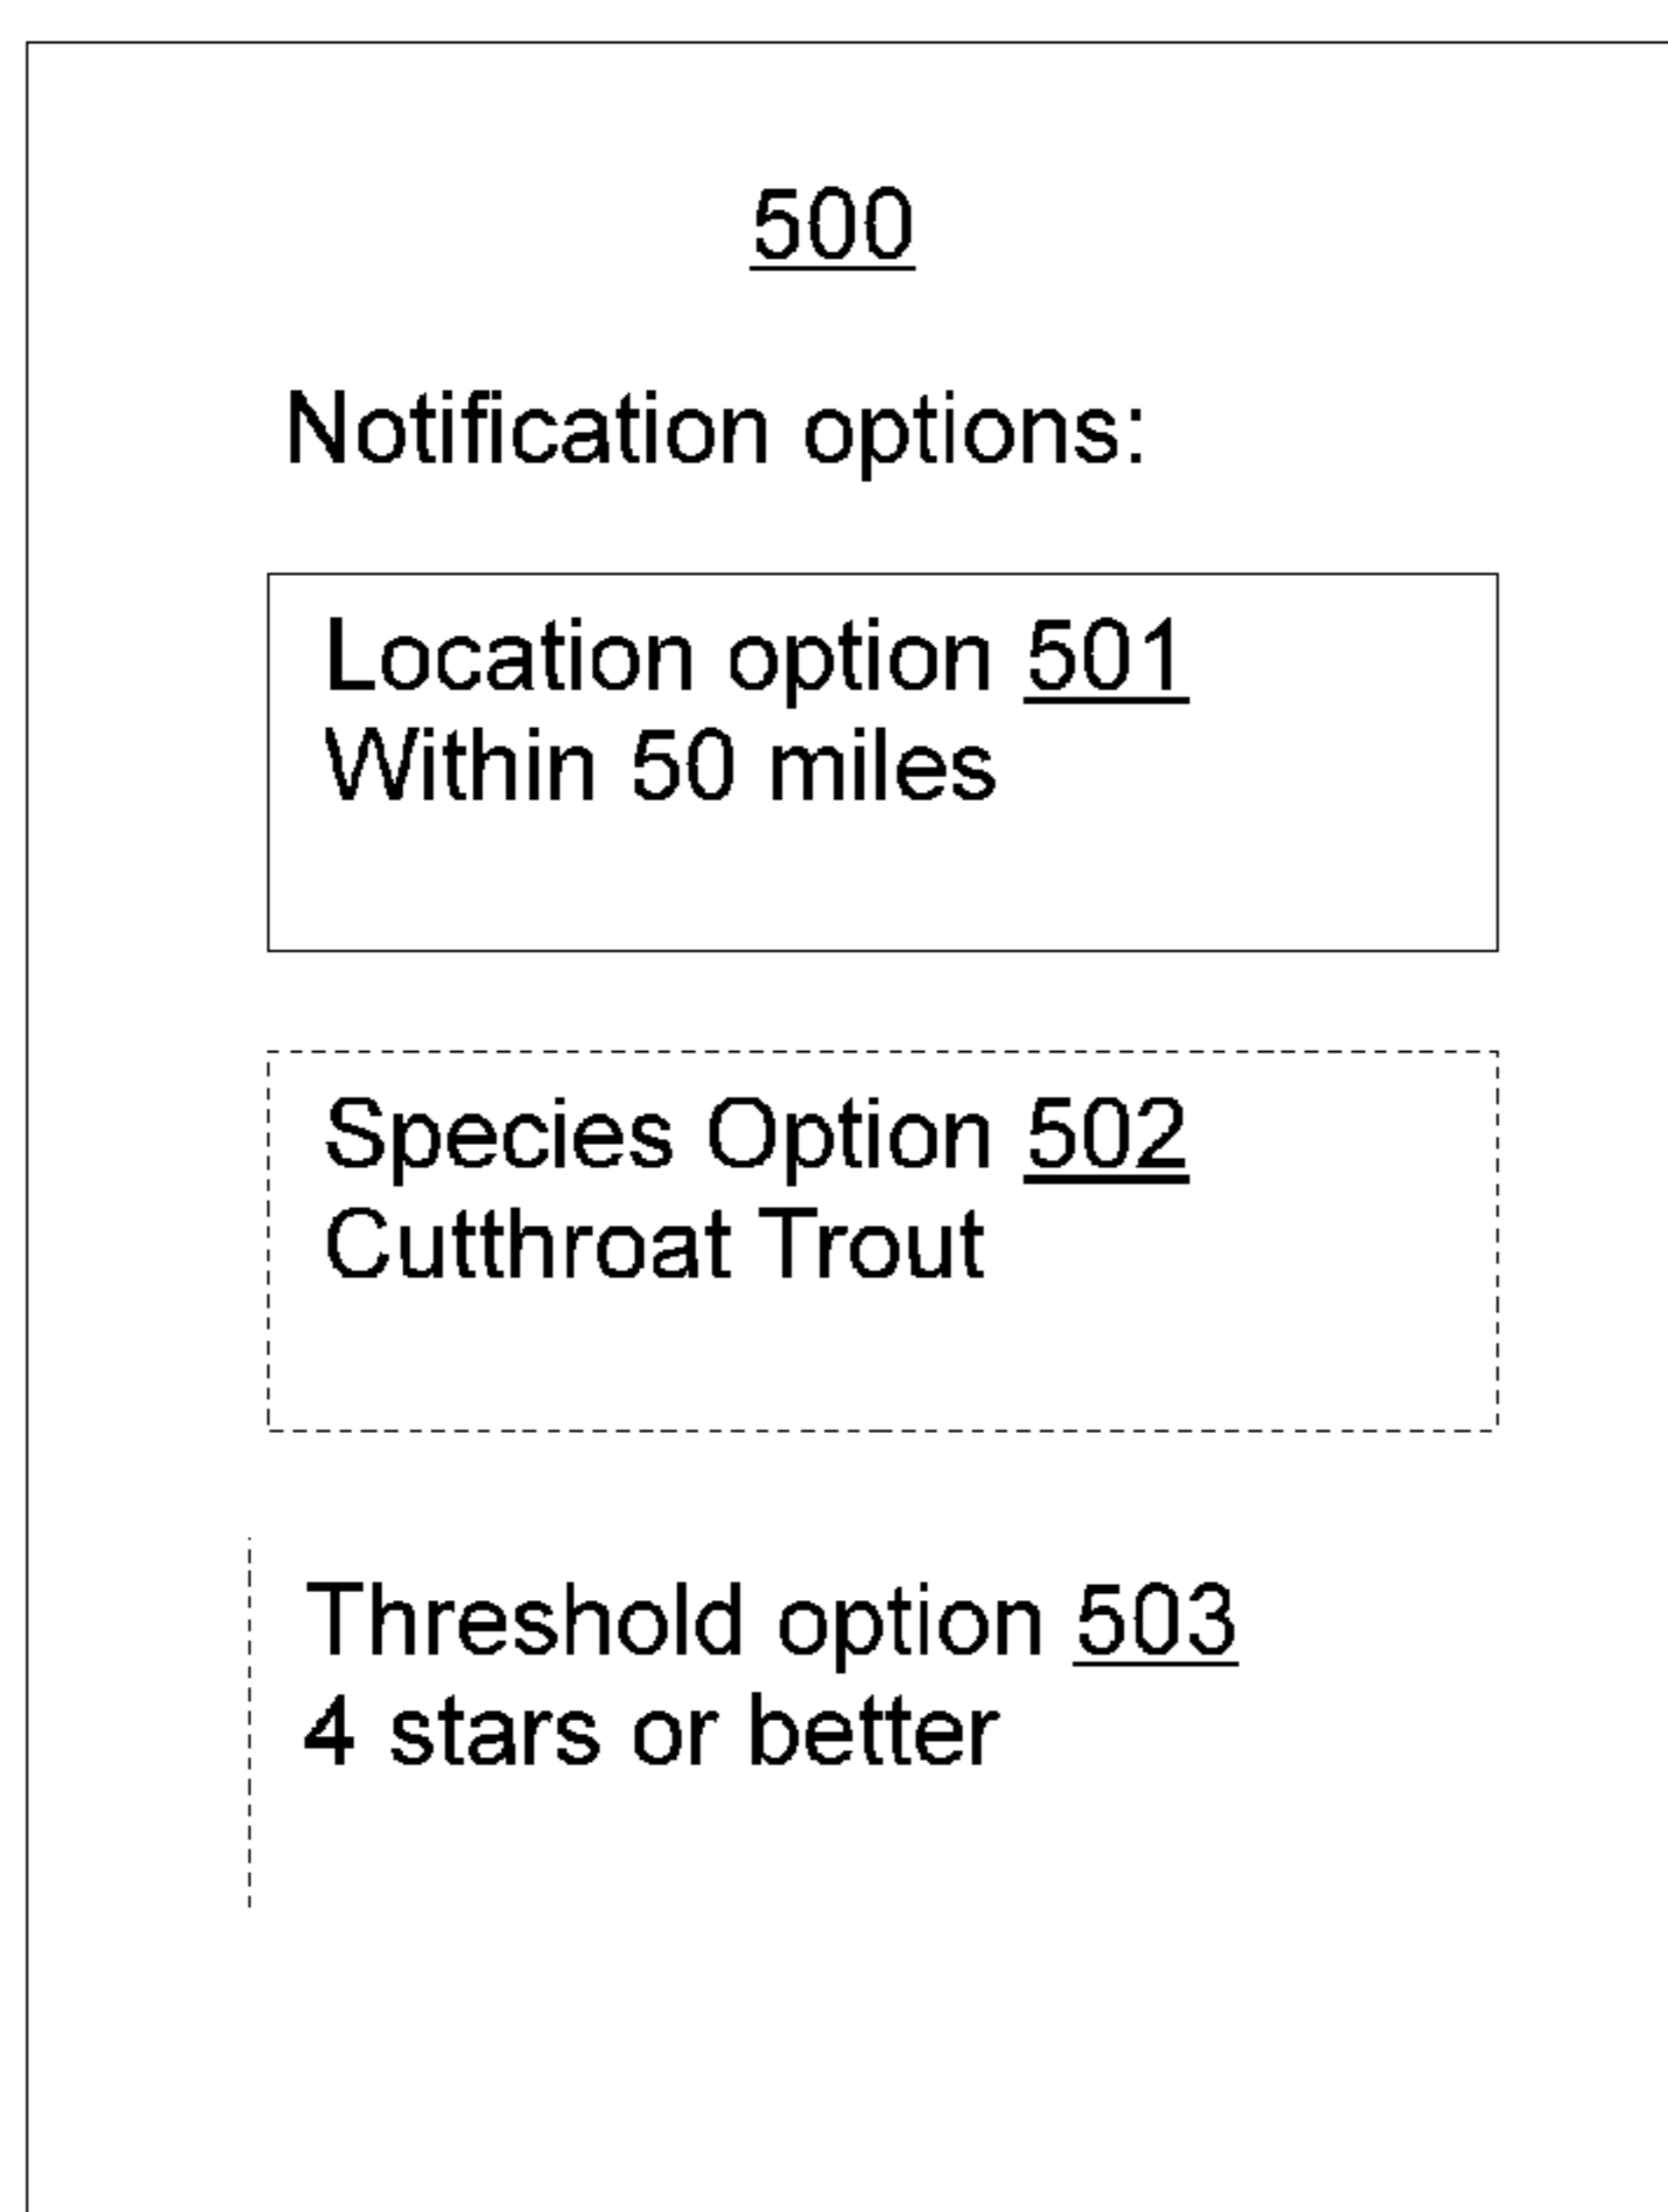 500
Notification options:
Location option 501
Within 50 miles
Species Option 502
Cutthroat Trout
Threshold option 503
4 stars or better